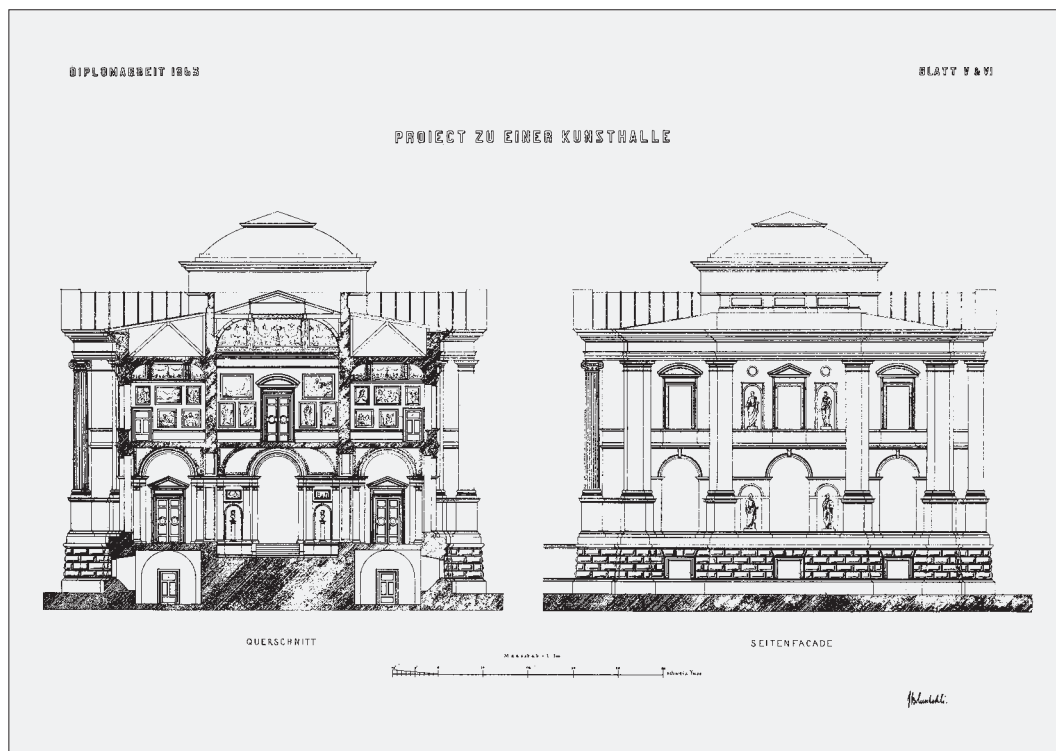 DIPLOMARBEIT 1863
BLATT V & VI
PROIECT ZU EINER KUNSTHALLE
QUERSCHNITT
SEITENFACADE